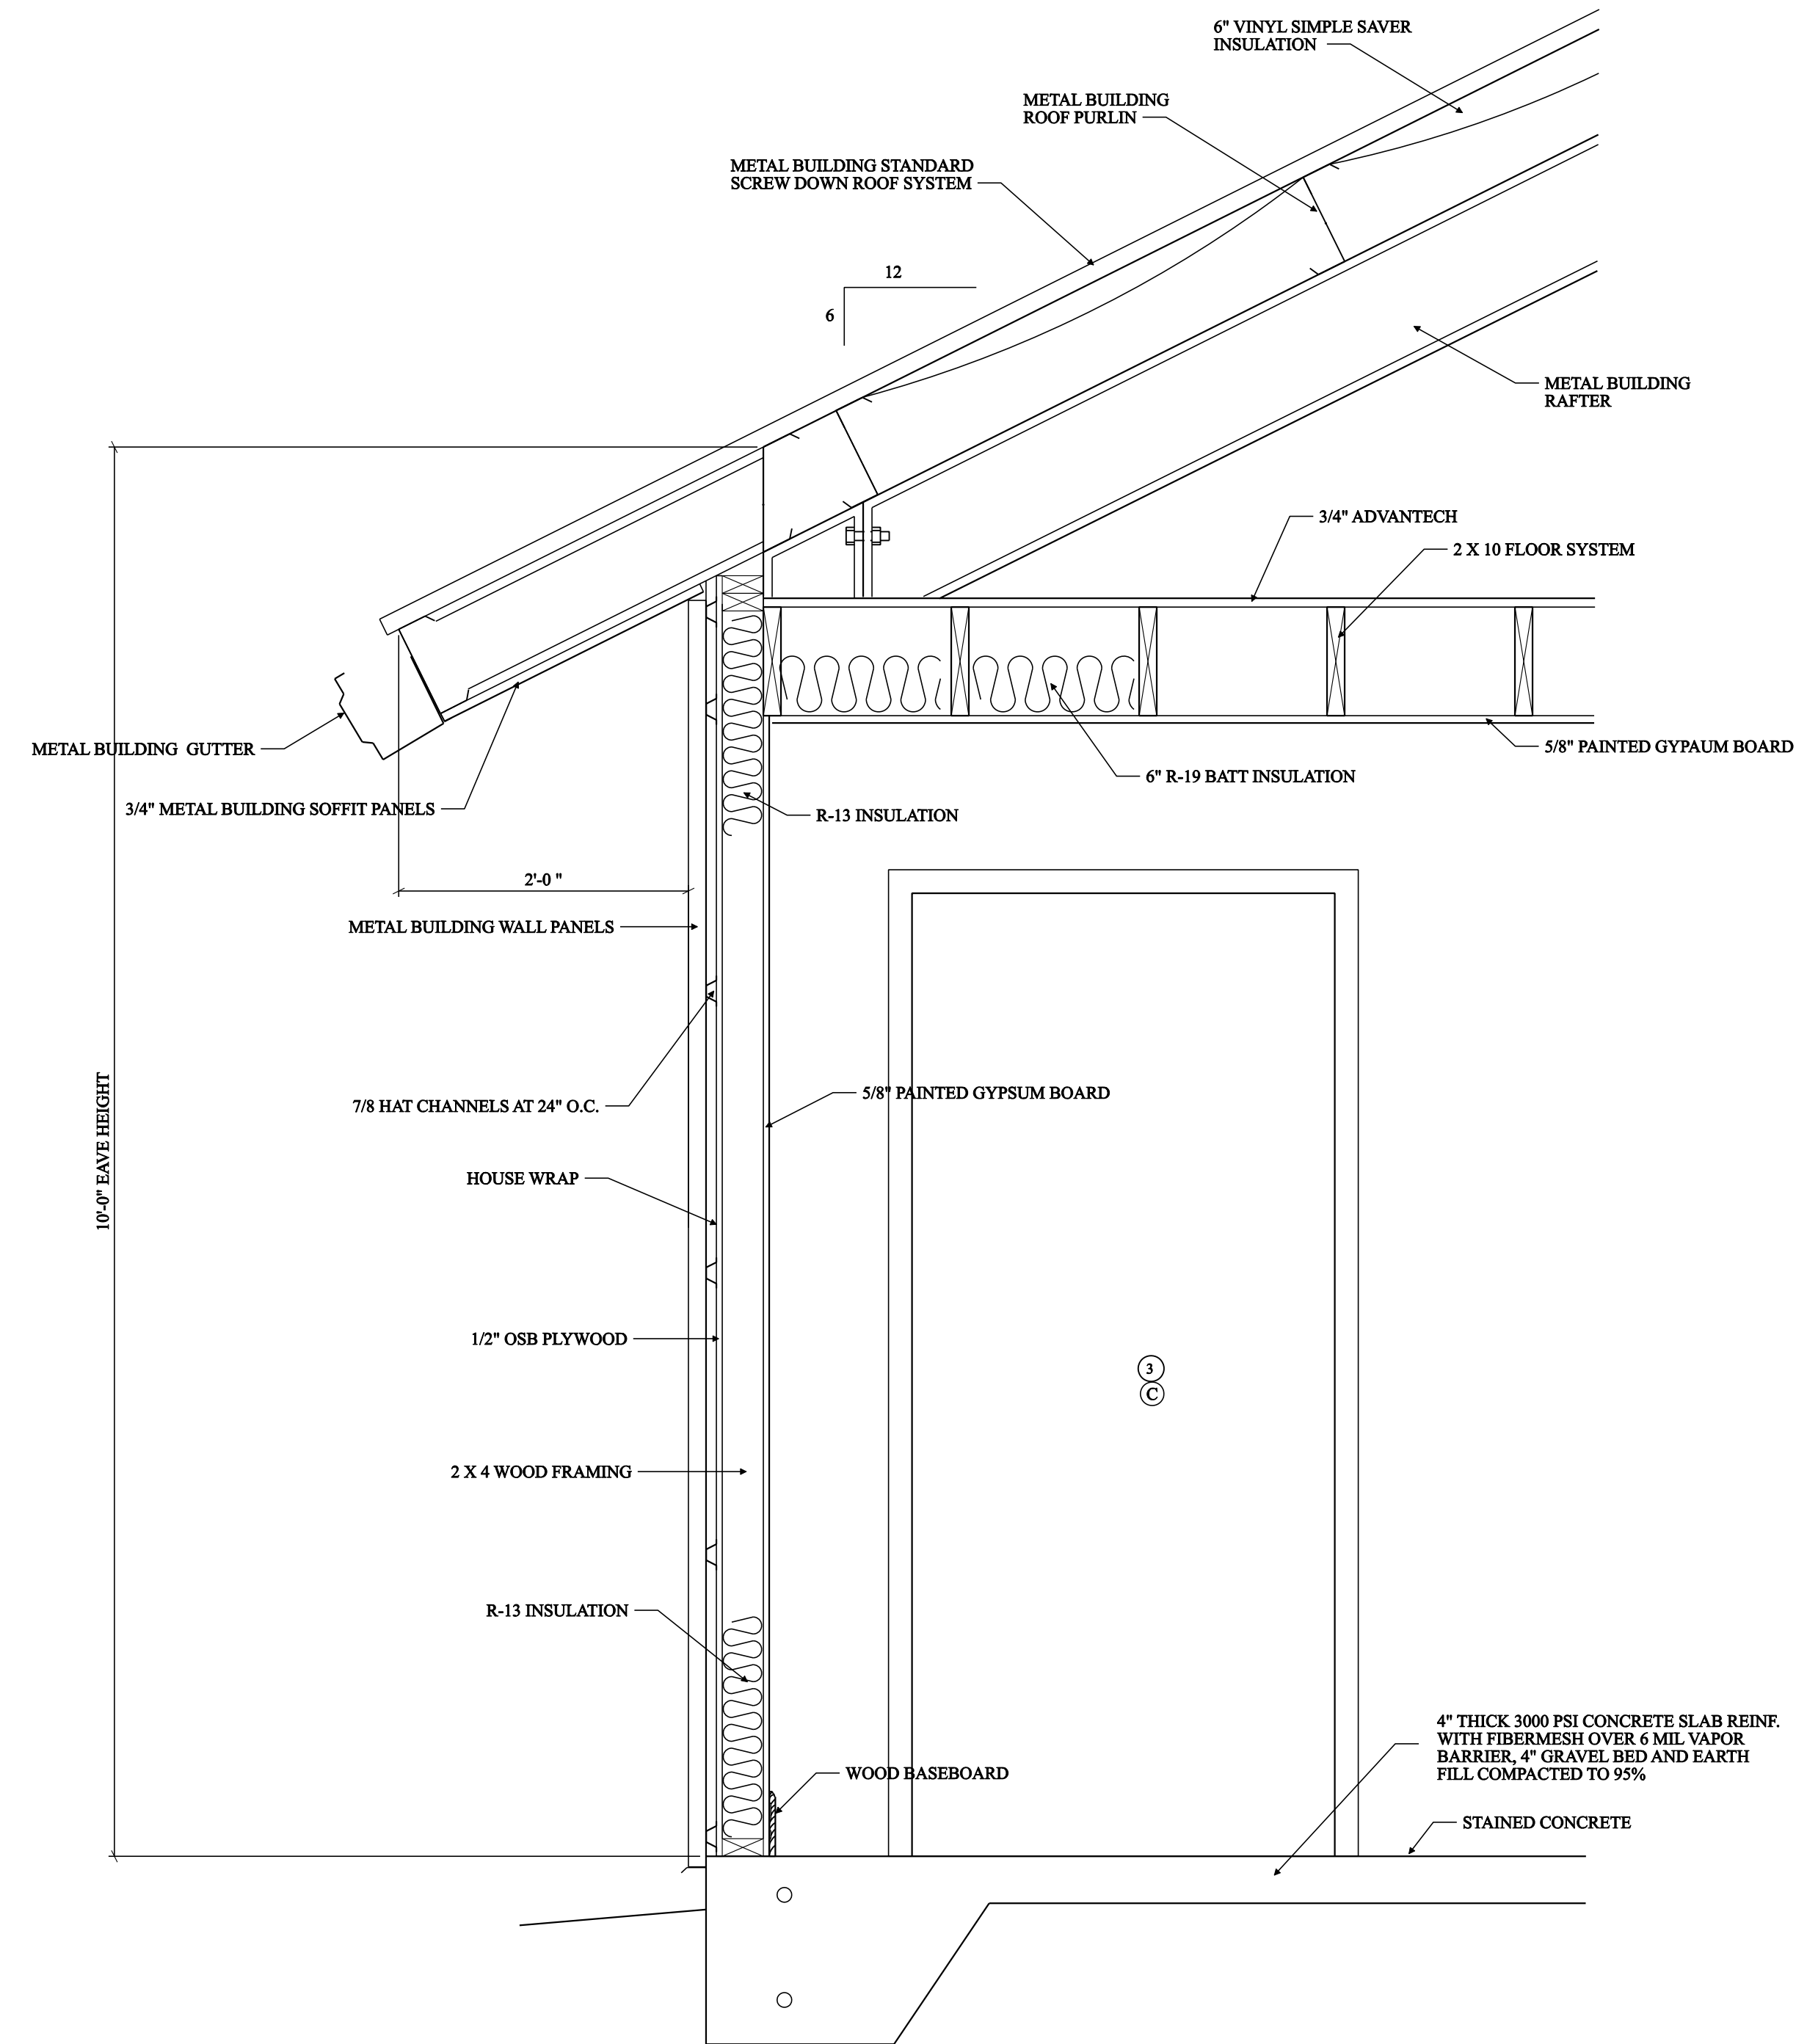 6" VINYL SIMPLE SAVER
INSULATION
METAL BUILDING
ROOF PURLIN
METAL BUILDING STANDARD
SCREW DOWN ROOF SYSTEM
12
6
METAL BUILDING
RAFTER
3/4" ADVANTECH
2 X 10 FLOOR SYSTEM
METAL BUILDING  GUTTER
5/8" PAINTED GYPAUM BOARD
6" R-19 BATT INSULATION
3/4" METAL BUILDING SOFFIT PANELS
R-13 INSULATION
2'-0 "
METAL BUILDING WALL PANELS
10'-0" EAVE HEIGHT
7/8 HAT CHANNELS AT 24" O.C.
5/8" PAINTED GYPSUM BOARD
HOUSE WRAP
1/2" OSB PLYWOOD
3
C
2 X 4 WOOD FRAMING
R-13 INSULATION
4" THICK 3000 PSI CONCRETE SLAB REINF.
WITH FIBERMESH OVER 6 MIL VAPOR
BARRIER, 4" GRAVEL BED AND EARTH
FILL COMPACTED TO 95%
WOOD BASEBOARD
STAINED CONCRETE